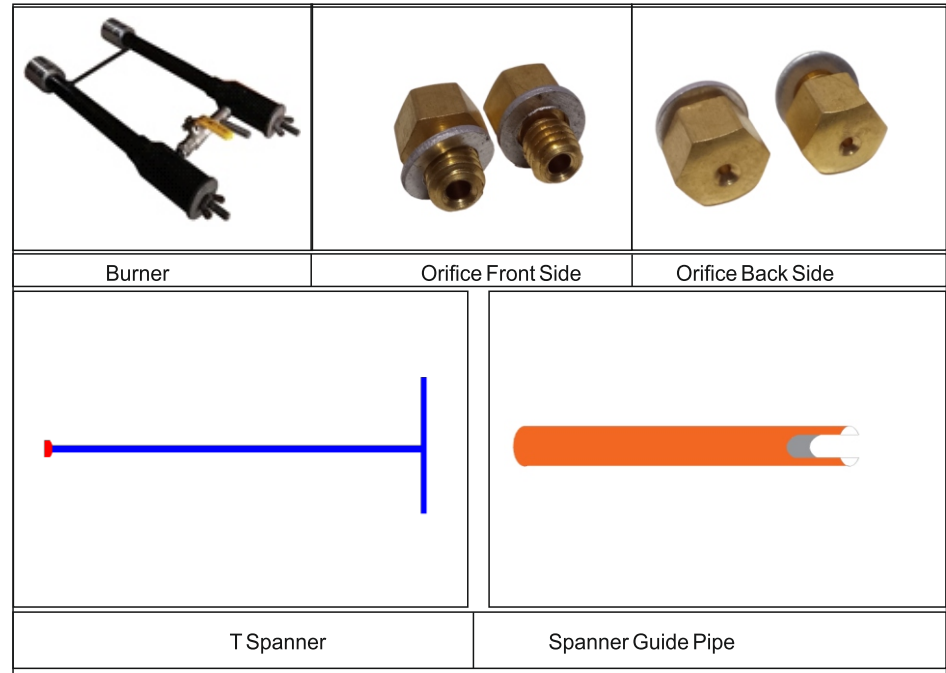 Burner
Orifice Front Side
Orifice Back Side
T Spanner
Spanner Guide Pipe